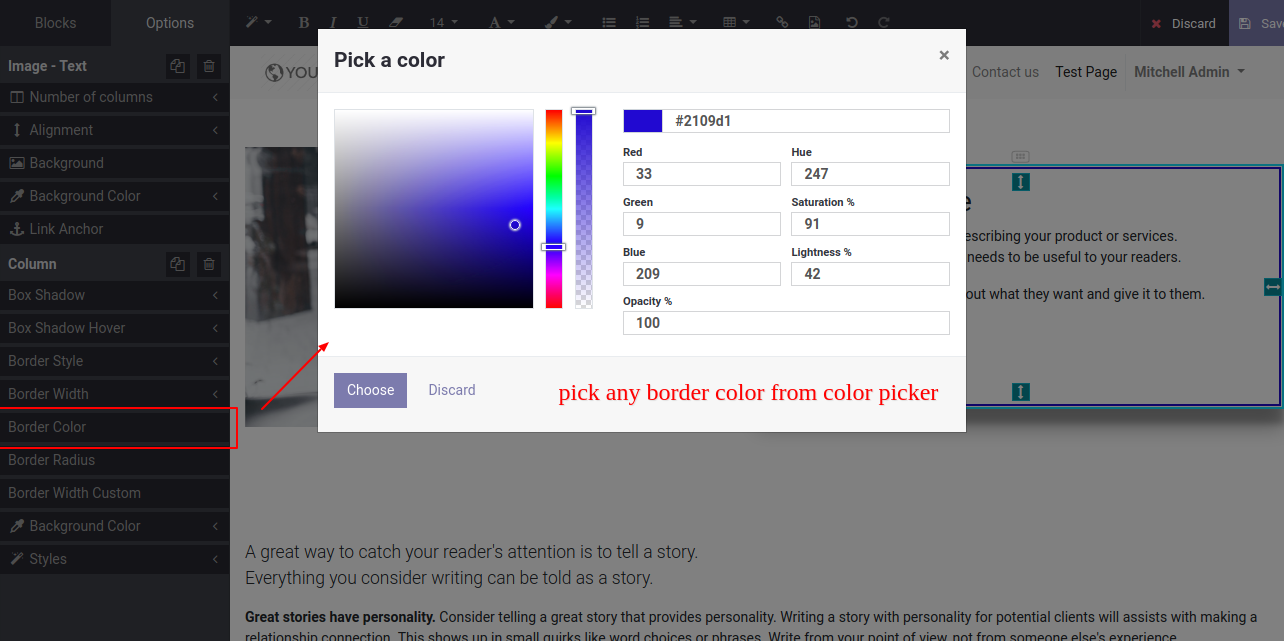 Blocks
Options
B I U 14 A
Discard
Save
Image - Text
Number of columns
Alignment
Background
Background Color
Link Anchor
Column
Box Shadow
Box Shadow Hover
Border Style
Border Width
Border Color
Border Radius
Border Width Custom
Background Color
Styles
YOU
Contact us
Test Page
Mitchell Admin
Pick a color
×
#2109d1
Red
Hue
33
247
Green
Saturation %
9
91
Blue
Lightness %
209
42
Opacity %
100
Choose
Discard
pick any border color from color picker
e
escribing your product or services.
needs to be useful to your readers.
out what they want and give it to them.
A great way to catch your reader's attention is to tell a story.
Everything you consider writing can be told as a story.
Great stories have personality. Consider telling a great story that provides personality. Writing a story with personality for potential clients will assists with making a
relationship connection. This shows up in small quirks like word choices or phrases. Write from your point of view, not from someone else's experience.